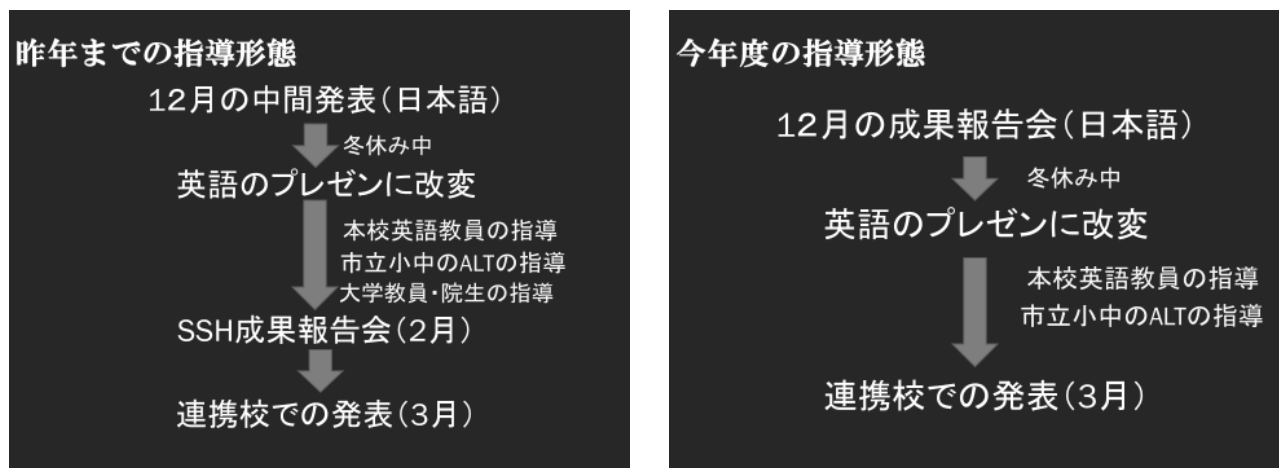 昨年までの指導形態
12月の中間発表(日本語)
冬休み中
英語のプレゼンに改変
本校英語教員の指導
市立小中のALTの指導
大学教員・院生の指導
SSH成果報告会(2月)
連携校での発表(3月)
今年度の指導形態
12月の成果報告会(日本語)
冬休み中
英語のプレゼンに改変
本校英語教員の指導
市立小中のALTの指導
連携校での発表(3月)